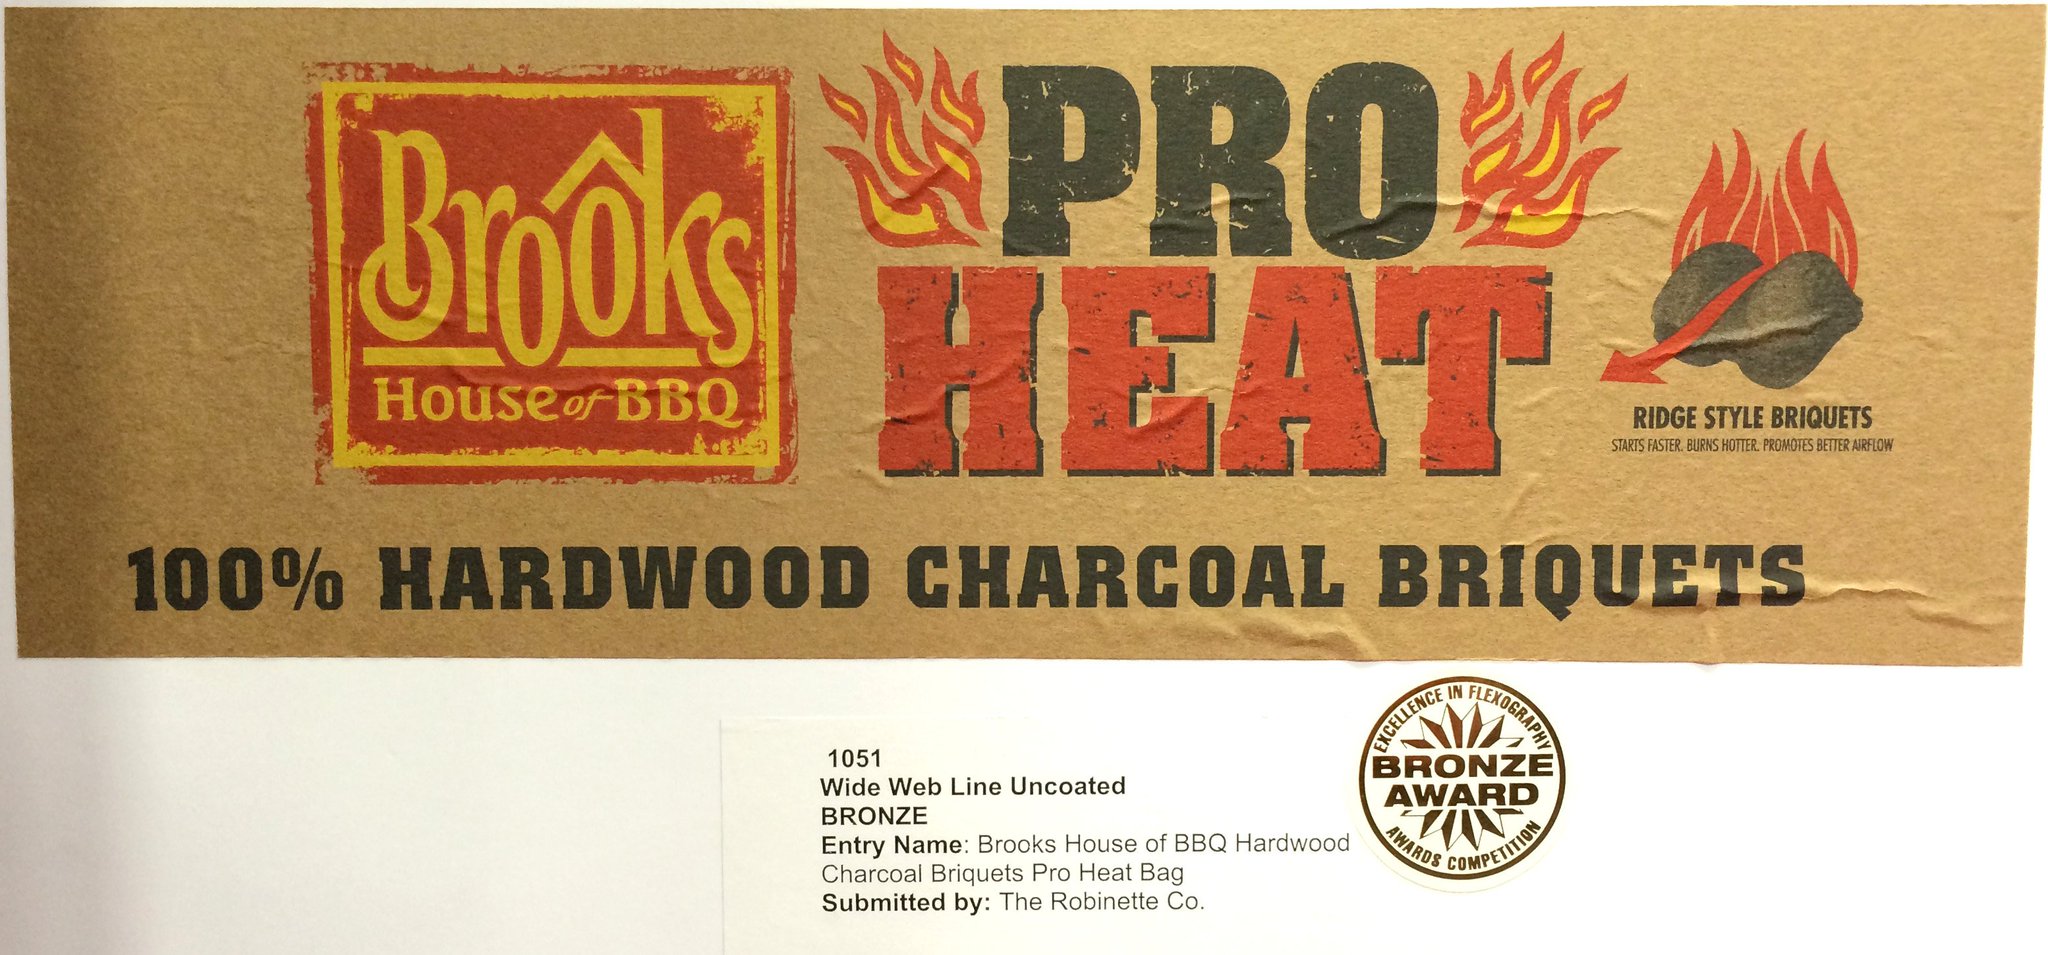 Brooks
House of BBQ
PRO
HEAT
RIDGE STYLE BRIQUETS
STARTS FASTER. BURNS HOTTER. PROMOTES BETTER AIRFLOW
100% HARDWOOD CHARCOAL BRIQUETS
1051
Wide Web Line Uncoated
BRONZE
Entry Name: Brooks House of BBQ Hardwood
Charcoal Briquets Pro Heat Bag
Submitted by: The Robinette Co.
EXCELLENCE IN FLEXOGRAPHY
BRONZE
AWARD
AWARDS COMPETITION